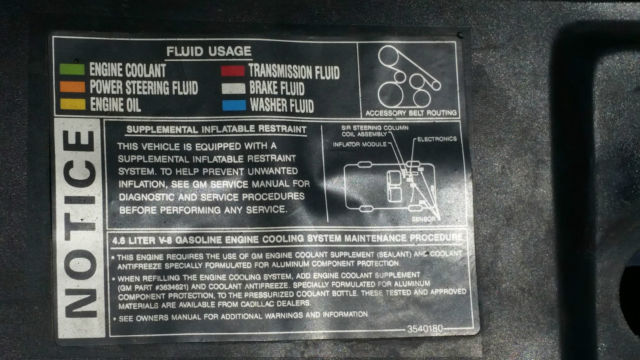 FLUID USAGE
ENGINE COOLANT
POWER STEERING FLUID
ENGINE OIL
TRANSMISSION FLUID
BRAKE FLUID
WASHER FLUID
ACCESSORY BELT ROUTING
NOTICE
SUPPLEMENTAL INFLATABLE RESTRAINT
THIS VEHICLE IS EQUIPPED WITH A
SUPPLEMENTAL INFLATABLE RESTRAINT
SYSTEM. TO HELP PREVENT UNWANTED
INFLATION, SEE GM SERVICE MANUAL FOR
DIAGNOSTIC AND SERVICE PROCEDURES
BEFORE PERFORMING ANY SERVICE.
SIR STEERING COLUMN
COIL ASSEMBLY
INFLATOR MODULE
ELECTRONICS
SENSOR
4.6 LITER V-8 GASOLINE ENGINE COOLING SYSTEM MAINTENANCE PROCEDURE
• THIS ENGINE REQUIRES THE USE OF GM ENGINE COOLANT SUPPLEMENT (SEALANT) AND COOLANT
ANTIFREEZE SPECIALLY FORMULATED FOR ALUMINUM COMPONENT PROTECTION.
• WHEN REFILLING THE ENGINE COOLING SYSTEM, ADD ENGINE COOLANT SUPPLEMENT
(GM PART #3634621) AND COOLANT ANTIFREEZE. SPECIALLY FORMULATED FOR ALUMINUM
COMPONENT PROTECTION, TO THE PRESSURIZED COOLANT BOTTLE. THESE TESTED AND APPROVED
MATERIALS ARE AVAILABLE FROM CADILLAC DEALERS.
• SEE OWNERS MANUAL FOR ADDITIONAL WARNINGS AND INFORMATION
3540180